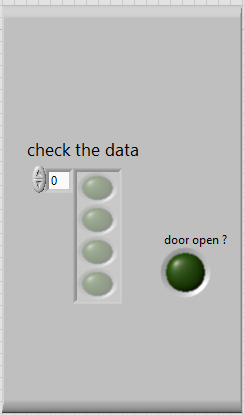 check the data
0
door open ?